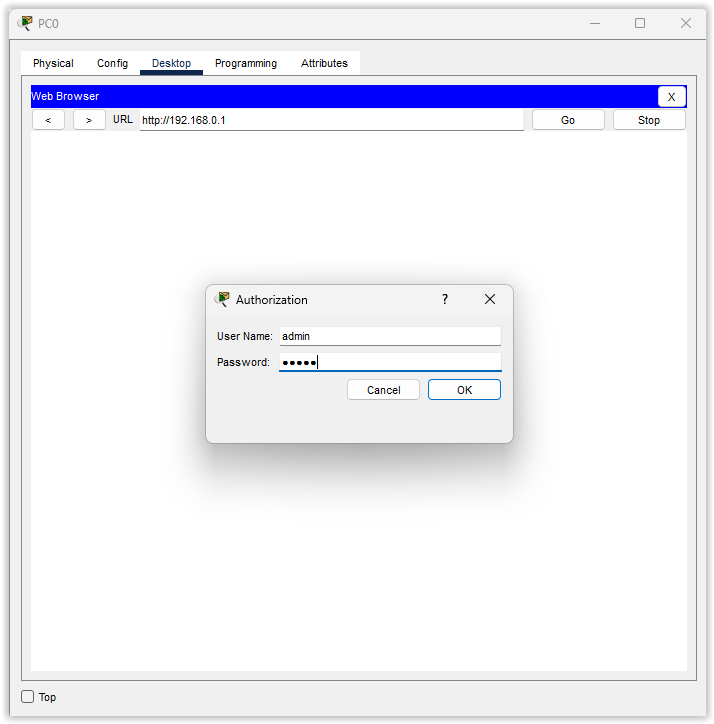 PC0
Physical Config Desktop Programming Attributes
Web Browser X
< > URL http://192.168.0.1 Go Stop
Authorization ?
User Name: admin
Password: •••••
Cancel OK
Top